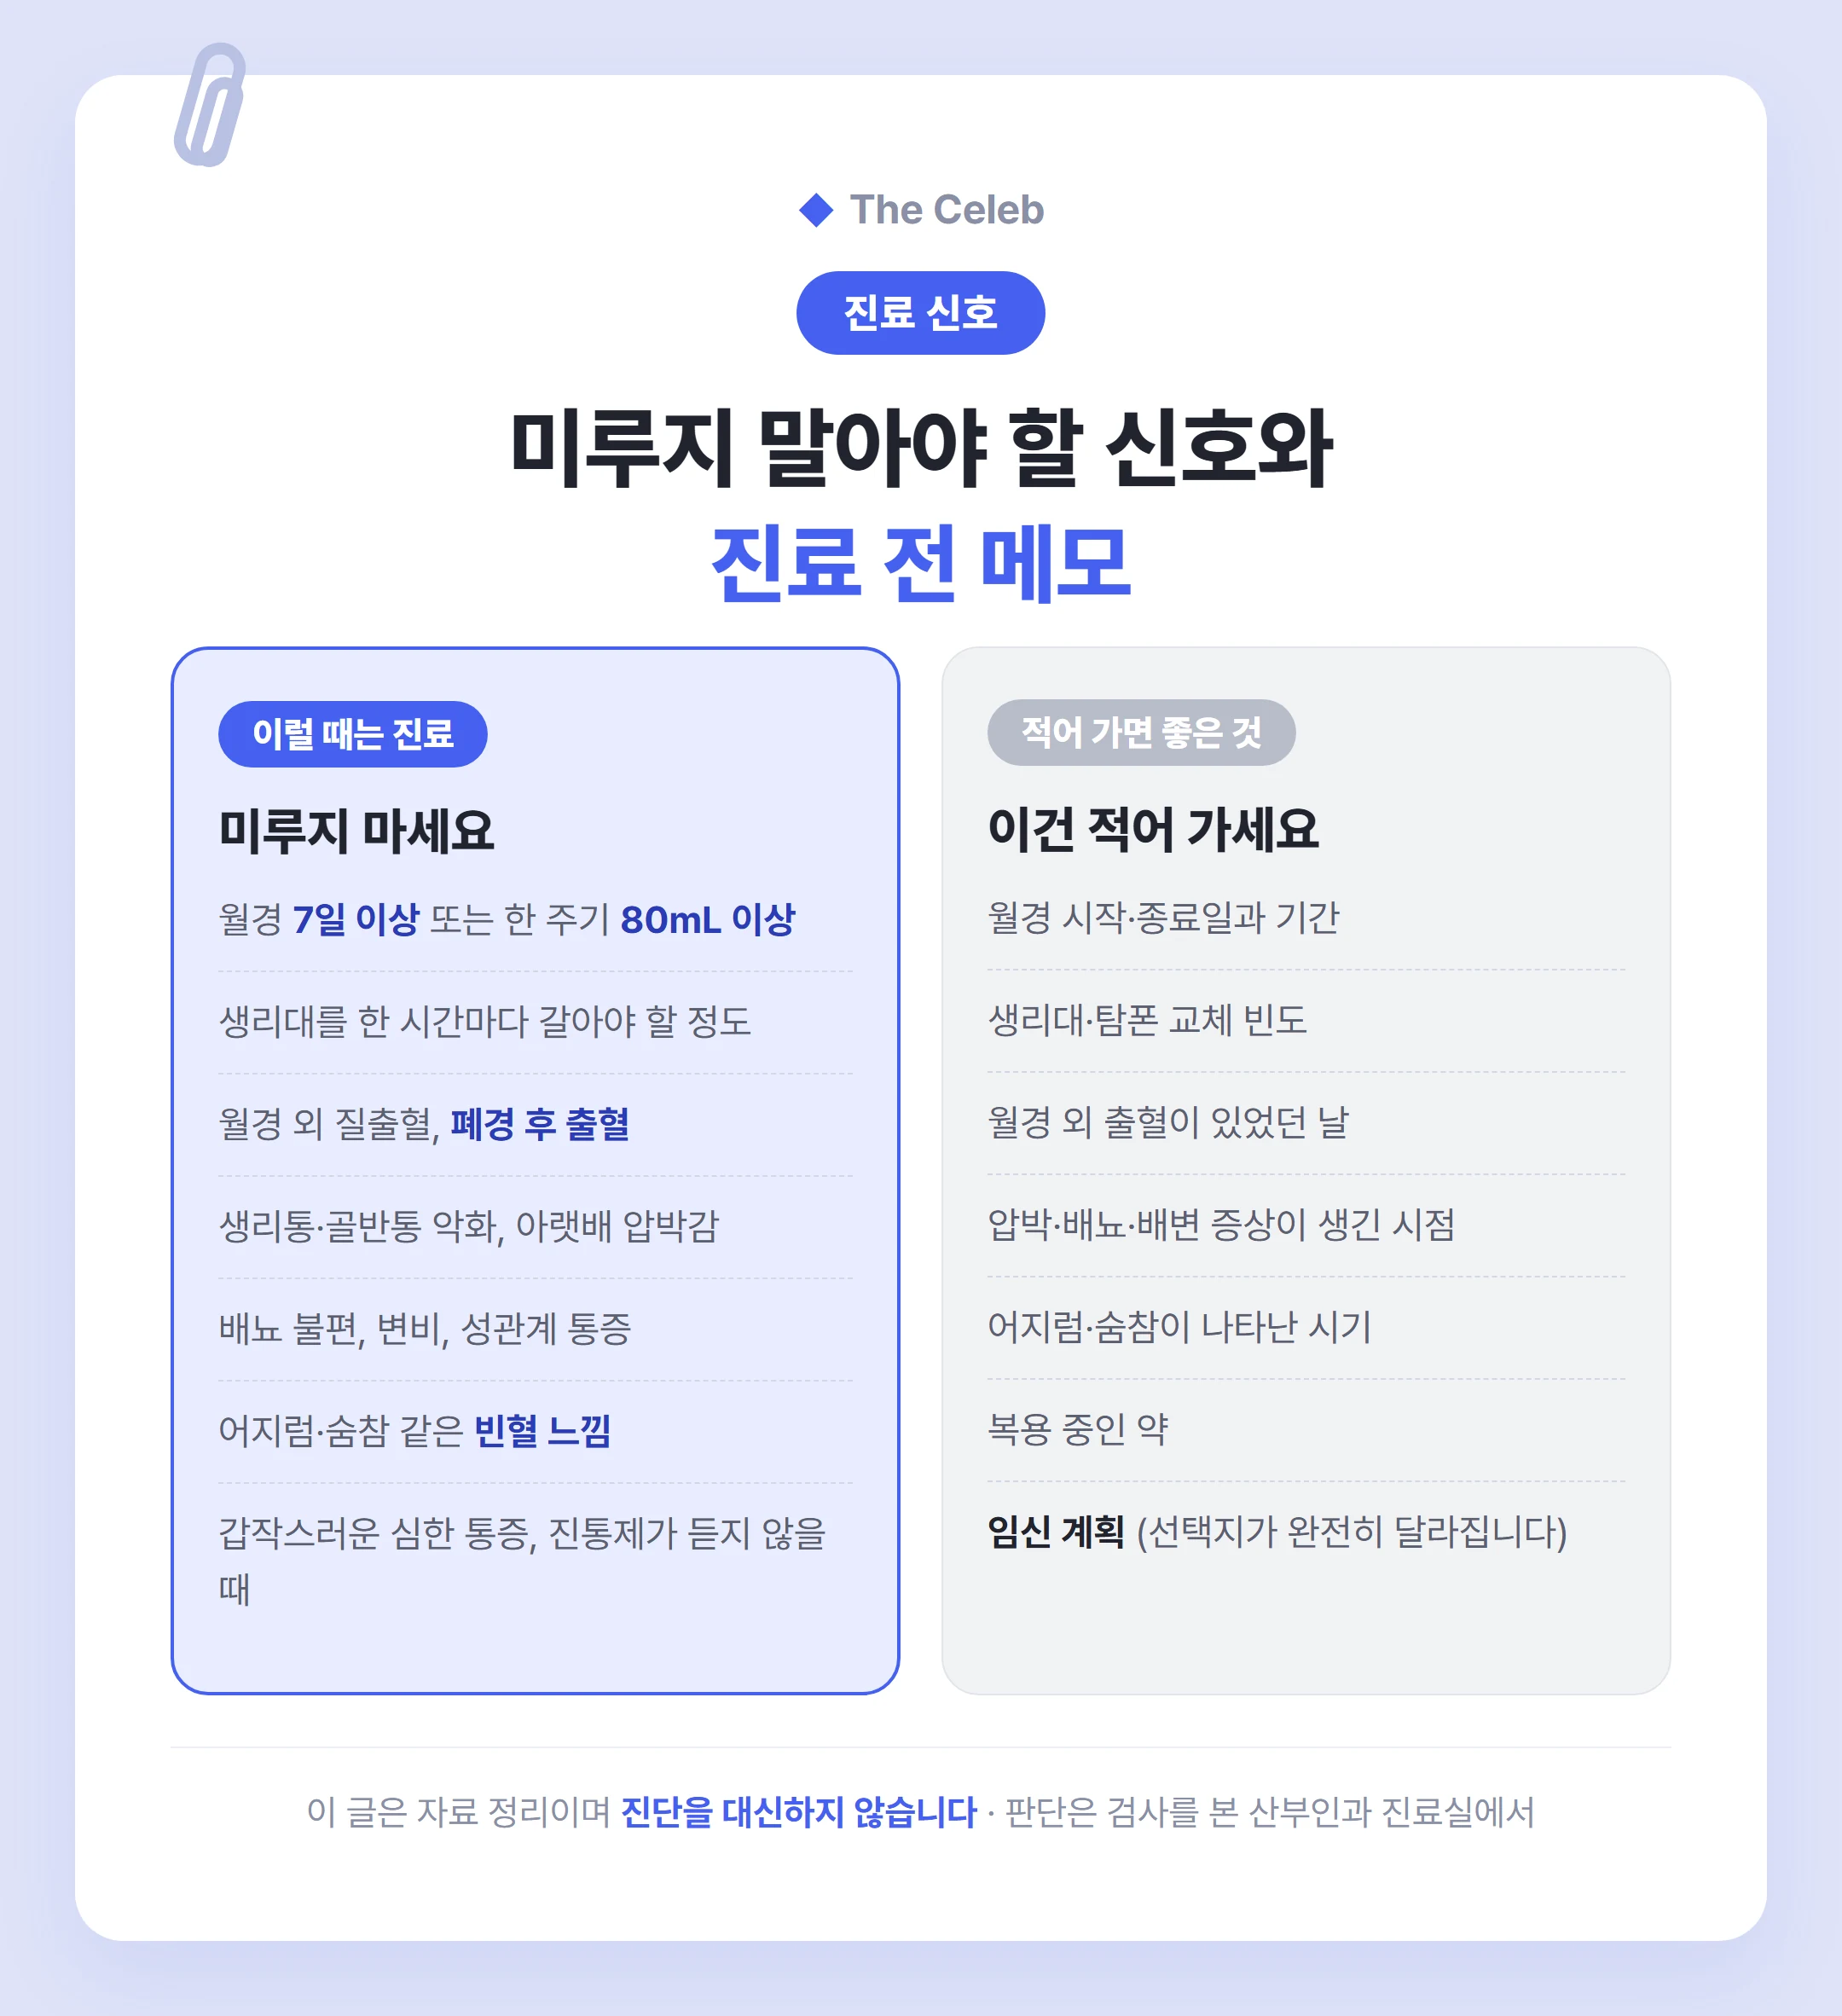 The Celeb
진료 신호
미루지 말아야 할 신호와
진료 전 메모
이럴 때는 진료
미루지 마세요
월경 7일 이상 또는 한 주기 80mL 이상
생리대를 한 시간마다 갈아야 할 정도
월경 외 질출혈, 폐경 후 출혈
생리통·골반통 악화, 아랫배 압박감
배뇨 불편, 변비, 성관계 통증
어지럼·숨참 같은 빈혈 느낌
갑작스러운 심한 통증, 진통제가 듣지 않을
때
적어 가면 좋은 것
이건 적어 가세요
월경 시작·종료일과 기간
생리대·탐폰 교체 빈도
월경 외 출혈이 있었던 날
압박·배뇨·배변 증상이 생긴 시점
어지럼·숨참이 나타난 시기
복용 중인 약
임신 계획 (선택지가 완전히 달라집니다)
이 글은 자료 정리이며 진단을 대신하지 않습니다 · 판단은 검사를 본 산부인과 진료실에서